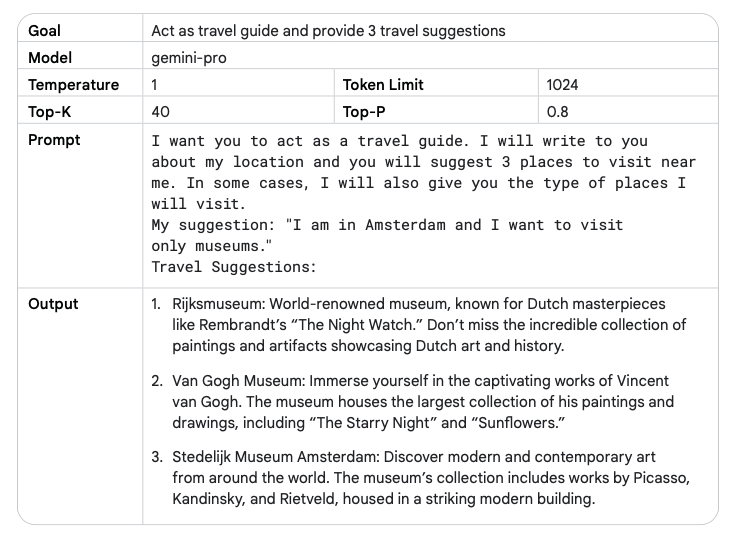 Goal Act as travel guide and provide 3 travel suggestions
Model gemini-pro
Temperature 1 Token Limit 1024
Top-K 40 Top-P 0.8
Prompt I want you to act as a travel guide. I will write to you
about my location and you will suggest 3 places to visit near
me. In some cases, I will also give you the type of places I
will visit.
My suggestion: "I am in Amsterdam and I want to visit
only museums."
Travel Suggestions:
Output 1. Rijksmuseum: World-renowned museum, known for Dutch masterpieces
like Rembrandt’s “The Night Watch.” Don’t miss the incredible collection of
paintings and artifacts showcasing Dutch art and history.
2. Van Gogh Museum: Immerse yourself in the captivating works of Vincent
van Gogh. The museum houses the largest collection of his paintings and
drawings, including “The Starry Night” and “Sunflowers.”
3. Stedelijk Museum Amsterdam: Discover modern and contemporary art
from around the world. The museum’s collection includes works by Picasso,
Kandinsky, and Rietveld, housed in a striking modern building.